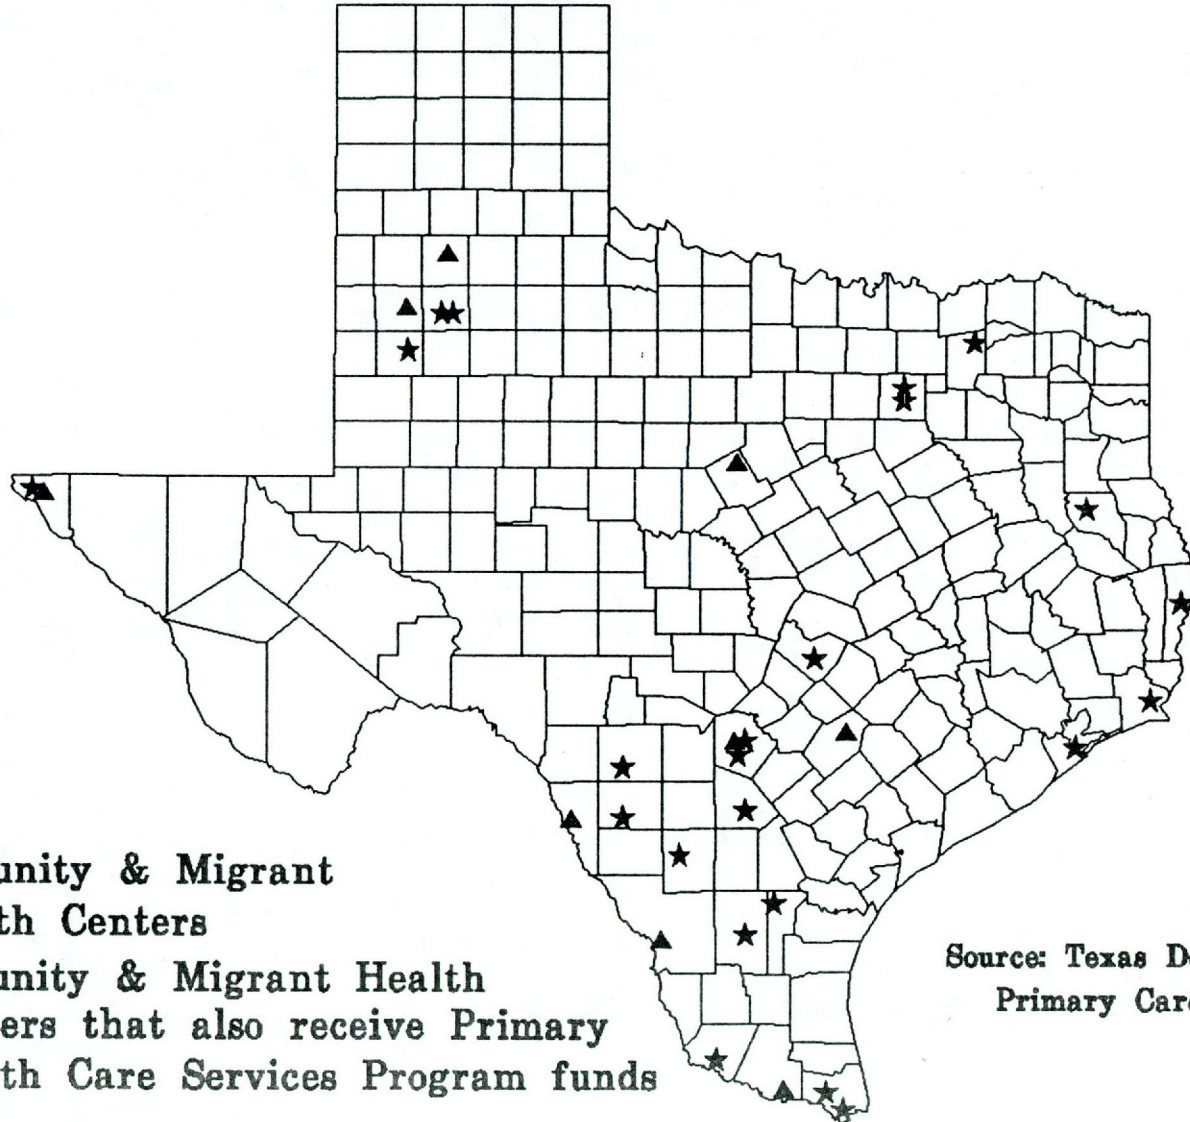 unity & Migrant
th Centers
unity & Migrant Health
ers that also receive Primary
th Care Services Program funds
Source: Texas D
Primary Car